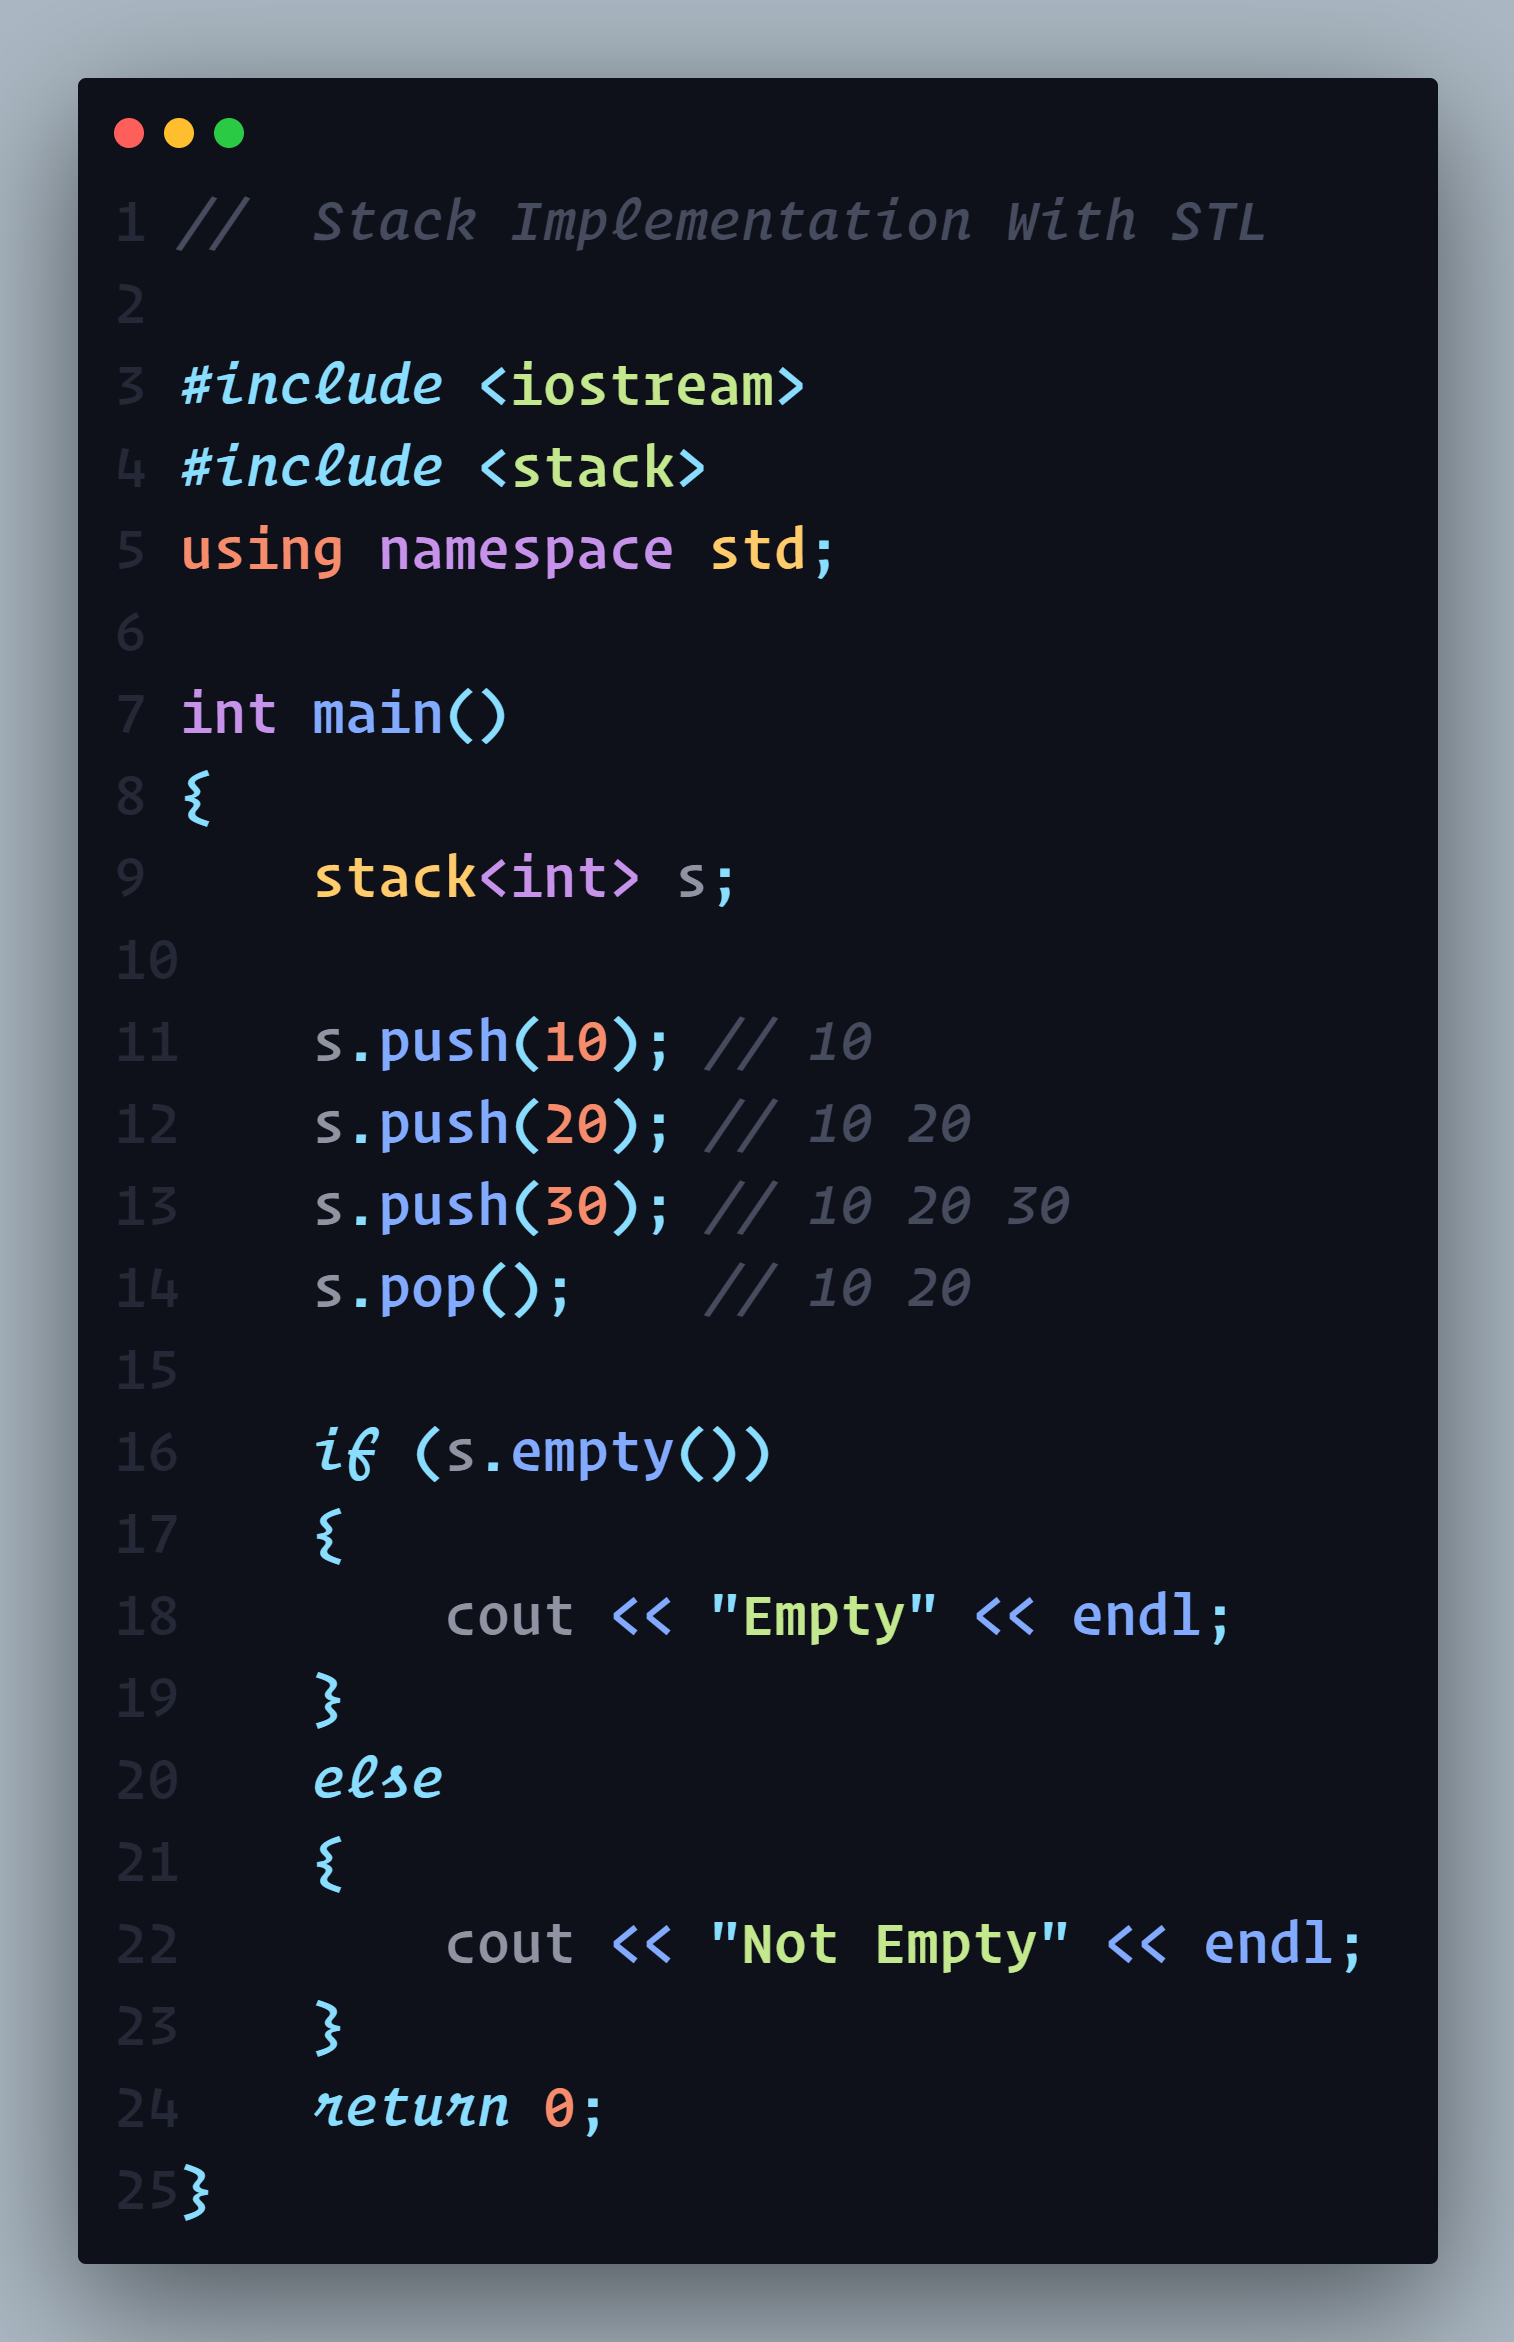 1 //  Stack Implementation With STL
2
3 #include <iostream>
4 #include <stack>
5 using namespace std;
6
7 int main()
8 {
9     stack<int> s;
10
11    s.push(10); // 10
12    s.push(20); // 10 20
13    s.push(30); // 10 20 30
14    s.pop();    // 10 20
15
16    if (s.empty())
17    {
18        cout << "Empty" << endl;
19    }
20    else
21    {
22        cout << "Not Empty" << endl;
23    }
24    return 0;
25}